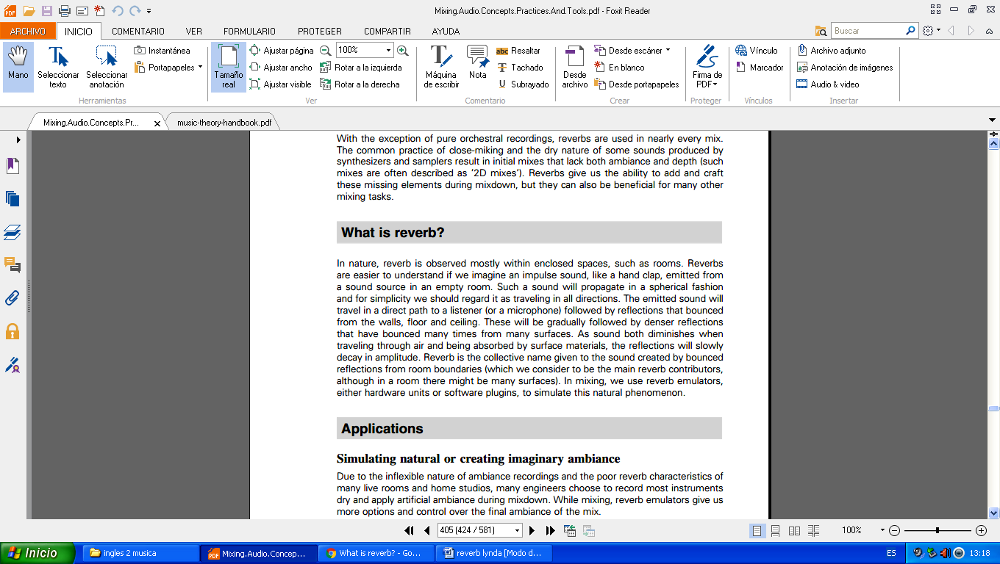 Mixing.Audio.Concepts.Practices.And.Tools.pdf - Foxit Reader
ARCHIVO INICIO COMENTARIO VER FORMULARIO PROTEGER COMPARTIR AYUDA Buscar
Mano
Seleccionar texto
Seleccionar anotación
Instantánea
Portapapeles
Herramientas
Tamaño real
Ajustar página
Ajustar ancho
Ajustar visible
100%
Rotar a la izquierda
Rotar a la derecha
Ver
Máquina de escribir
Nota
Resaltar
Tachado
Subrayado
Comentario
Desde archivo
Desde escáner
En blanco
Desde portapapeles
Crear
Firma de PDF
Proteger
Vínculo
Marcador
Vínculos
Archivo adjunto
Anotación de imágenes
Audio & video
Insertar
Mixing.Audio.Concepts.Pr... music-theory-handbook.pdf
With the exception of pure orchestral recordings, reverbs are used in nearly every mix.
The common practice of close-miking and the dry nature of some sounds produced by
synthesizers and samplers result in initial mixes that lack both ambiance and depth (such
mixes are often described as '2D mixes'). Reverbs give us the ability to add and craft
these missing elements during mixdown, but they can also be beneficial for many other
mixing tasks.
What is reverb?
In nature, reverb is observed mostly within enclosed spaces, such as rooms. Reverbs
are easier to understand if we imagine an impulse sound, like a hand clap, emitted from
a sound source in an empty room. Such a sound will propagate in a spherical fashion
and for simplicity we should regard it as traveling in all directions. The emitted sound will
travel in a direct path to a listener (or a microphone) followed by reflections that bounced
from the walls, floor and ceiling. These will be gradually followed by denser reflections
that have bounced many times from many surfaces. As sound both diminishes when
traveling through air and being absorbed by surface materials, the reflections will slowly
decay in amplitude. Reverb is the collective name given to the sound created by bounced
reflections from room boundaries (which we consider to be the main reverb contributors,
although in a room there might be many surfaces). In mixing, we use reverb emulators,
either hardware units or software plugins, to simulate this natural phenomenon.
Applications
Simulating natural or creating imaginary ambiance
Due to the inflexible nature of ambiance recordings and the poor reverb characteristics of
many live rooms and home studios, many engineers choose to record most instruments
dry and apply artificial ambiance during mixdown. While mixing, reverb emulators give us
more options and control over the final ambiance of the mix.
405 (424 / 581) 100%
Inicio ingles 2 musica Mixing.Audio.Concep... What is reverb? - Go... reverb lynda [Modo d... ES 13:18